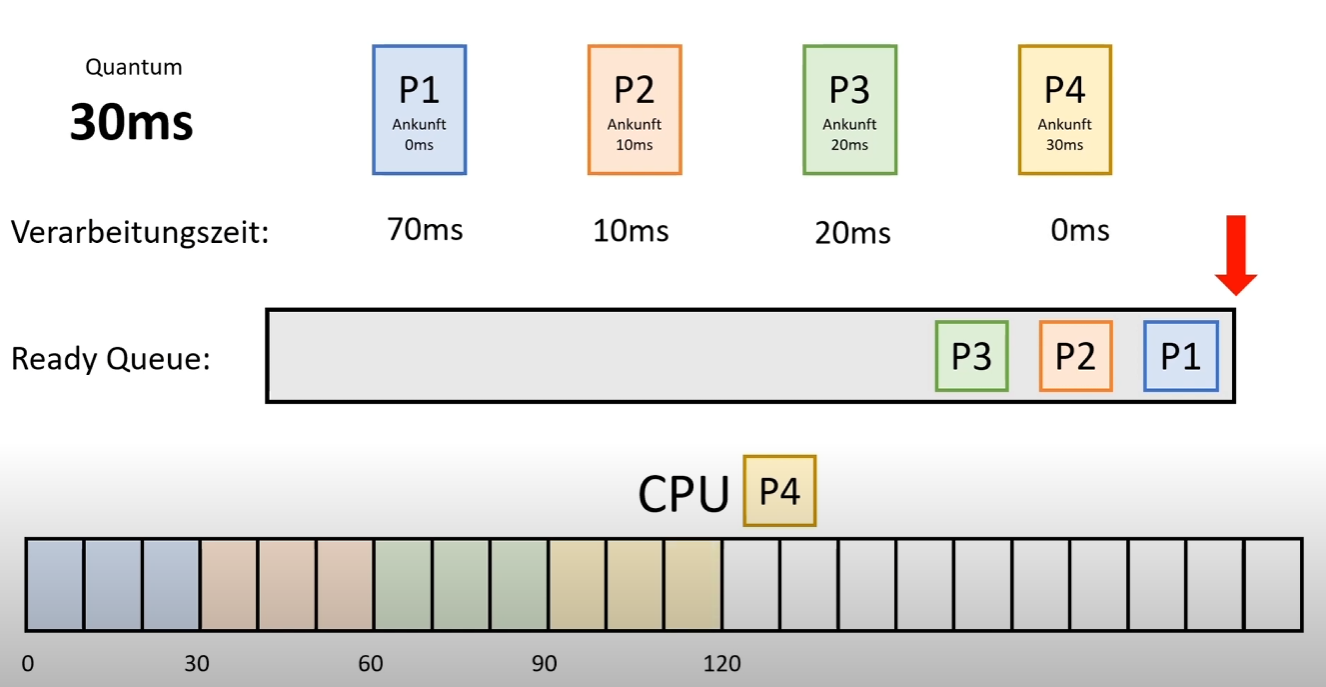 Quantum
30ms
P1
Ankunft
0ms
P2
Ankunft
10ms
P3
Ankunft
20ms
P4
Ankunft
30ms
Verarbeitungszeit:
70ms
10ms
20ms
0ms
Ready Queue:
P3
P2
P1
CPU
P4
0
30
60
90
120